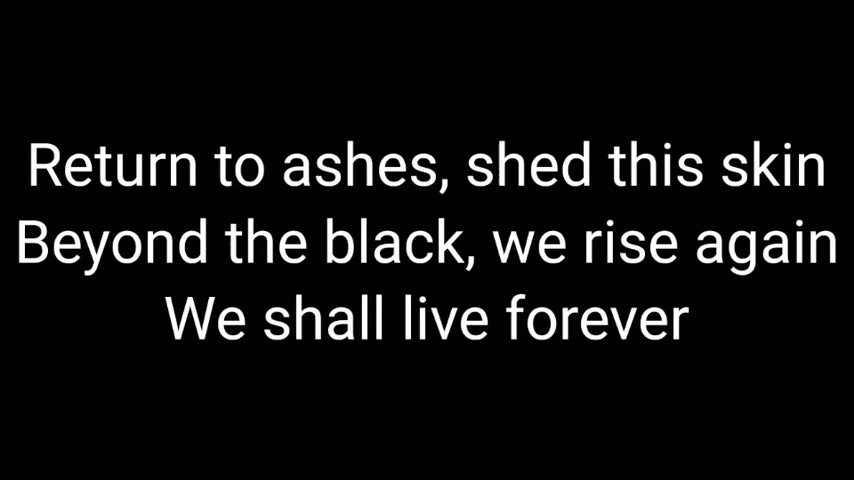 Return to ashes, shed this skin
Beyond the black, we rise again
We shall live forever